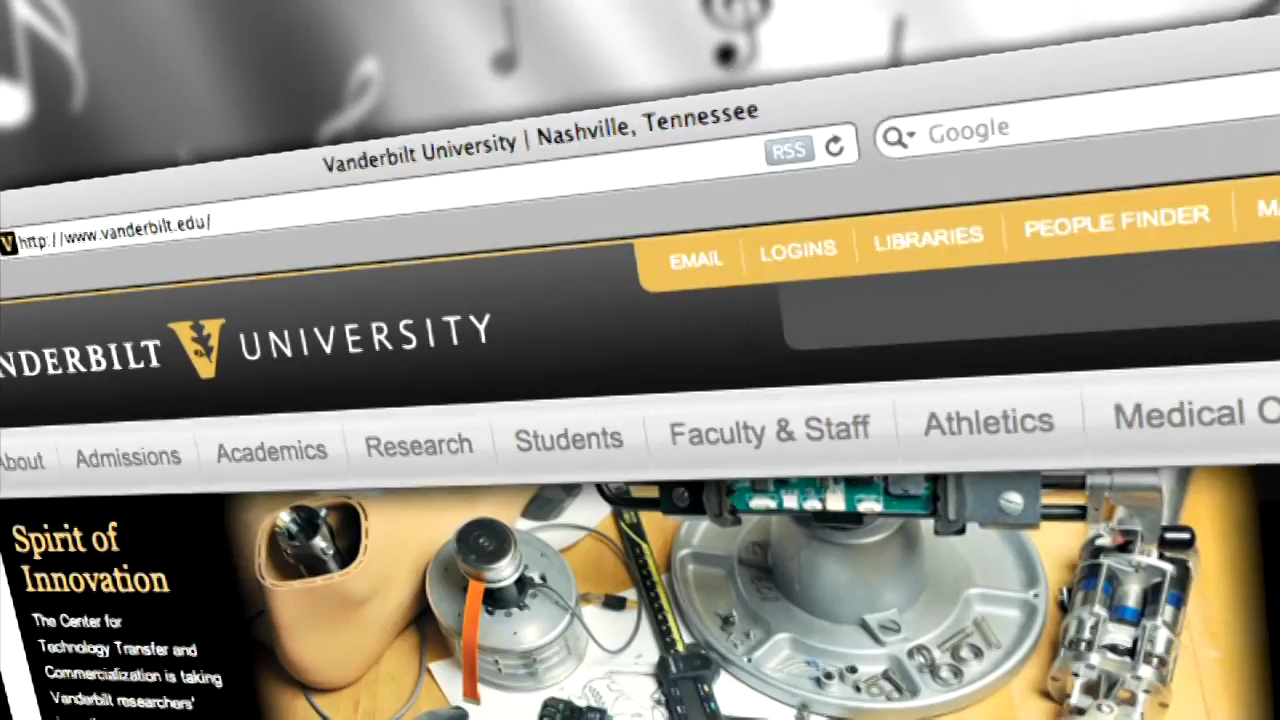 Vanderbilt University | Nashville, Tennessee
http://www.vanderbilt.edu/
RSS
Google
EMAIL
LOGINS
LIBRARIES
PEOPLE FINDER
NDERBILT V UNIVERSITY
About
Admissions
Academics
Research
Students
Faculty & Staff
Athletics
Medical C
Spirit of
Innovation
The Center for
Technology Transfer and
Commercialization is taking
Vanderbilt researchers'